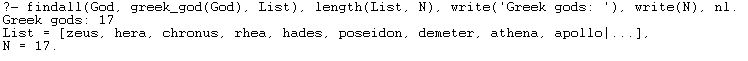 ?- findall(God, greek_god(God), List), length(List, N), write('Greek gods: '), write(N), nl.
Greek gods: 17
List = [zeus, hera, chronus, rhea, hades, poseidon, demeter, athena, apollo|...],
N = 17.